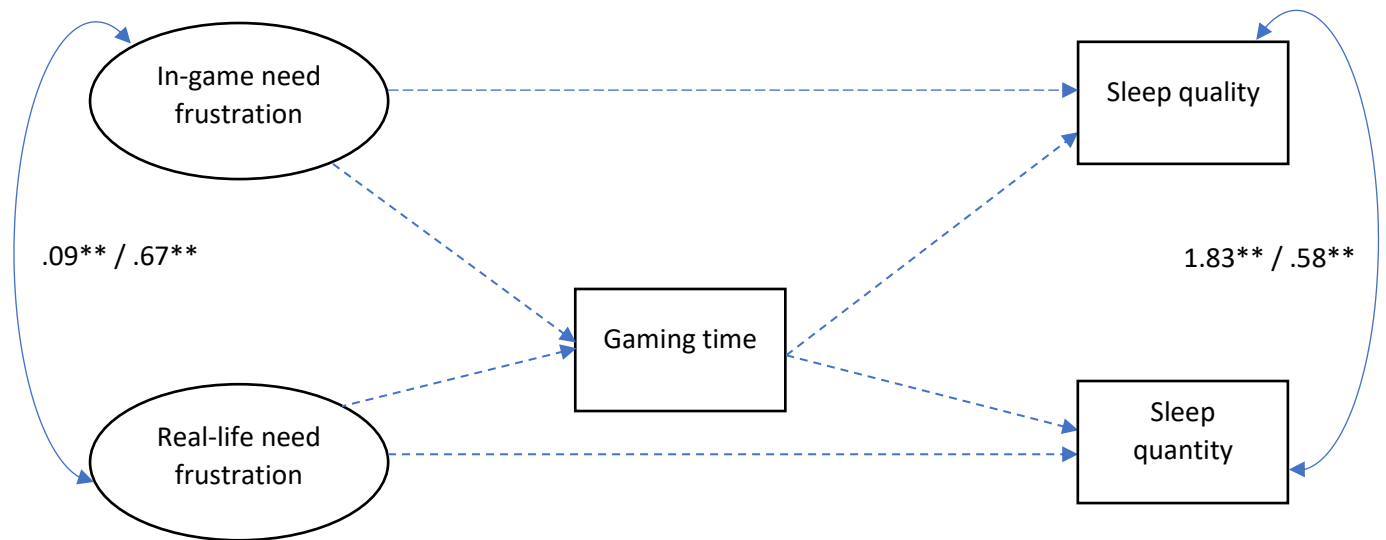 In-game need
frustration
Sleep quality
.09** / .67**
1.83** / .58**
Gaming time
Real-life need
frustration
Sleep
quantity